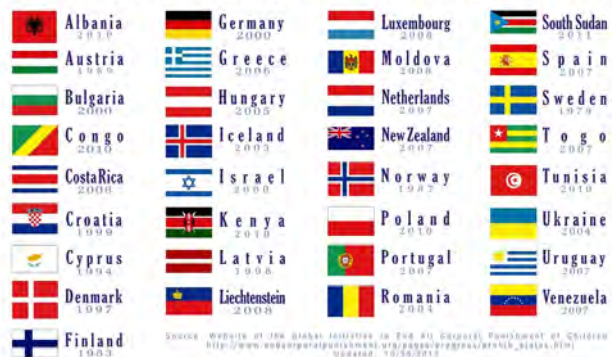 Albania
2010
Austria
1989
Bulgaria
2000
Congo
2010
Costa Rica
2008
Croatia
1999
Cyprus
1994
Denmark
1997
Finland
1983
Germany
2000
Greece
2006
Hungary
2005
Iceland
2003
Israel
2000
Kenya
2010
Latvia
1998
Liechtenstein
2008
Luxembourg
2008
Moldova
2008
Netherlands
2007
New Zealand
2007
Norway
1987
Poland
2010
Portugal
2007
Romania
2004
South Sudan
2011
Spain
2007
Sweden
1979
Togo
2007
Tunisia
2010
Ukraine
2004
Uruguay
2007
Venezuela
2007
Source: Website of the Global Initiative to End All Corporal Punishment of Children